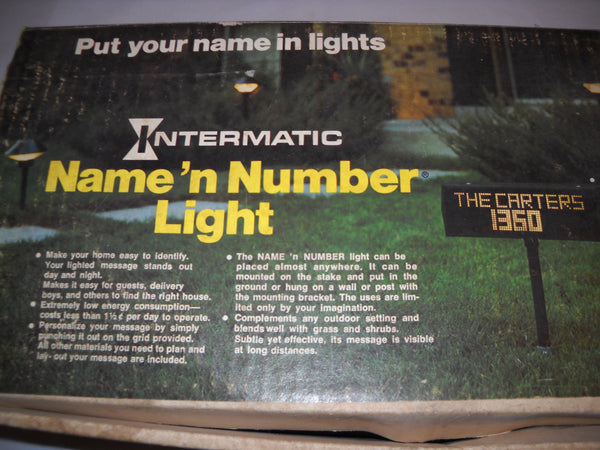 Put your name in lights
INTERMATIC
Name 'n Number®
Light
THE CARTERS
1350
• Make your home easy to identify.
Your lighted message stands out
day and night.
Makes it easy for guests, delivery
boys, and others to find the right house.
• Extremely low energy consumption—
costs less than 1½ ¢ per day to operate.
• Personalize your message by simply
punching it out on the grid provided.
All other materials you need to plan and
lay-out your message are included.
• The NAME 'n NUMBER light can be
placed almost anywhere. It can be
mounted on the stake and put in the
ground or hung on a wall or post with
the mounting bracket. The uses are lim-
ited only by your imagination.
• Complements any outdoor setting and
blends well with grass and shrubs.
Subtle yet effective, its message is visible
at long distances.